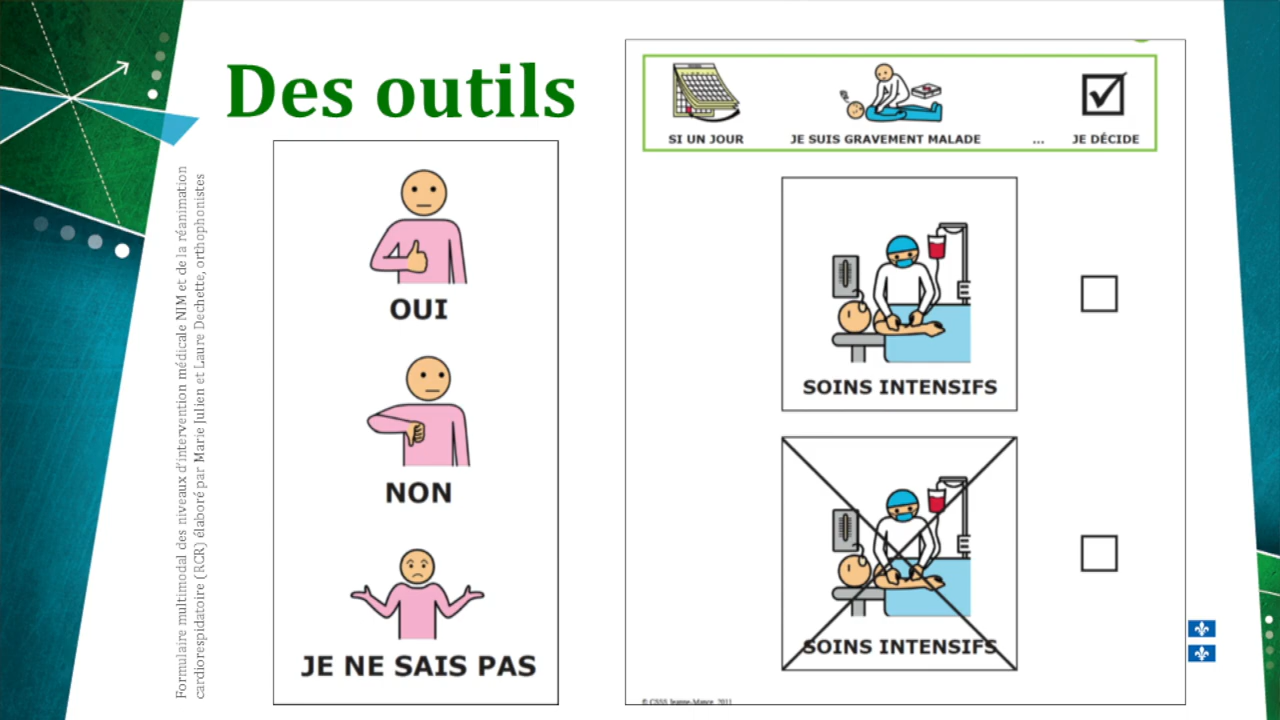 Des outils
Formulaire multimodal des niveaux d'intervention médicale NIM et de la réanimation
cardiorespidatoire (RCR) élaboré par Marie Julien et Laure Dechette, orthophonistes
OUI
NON
JE NE SAIS PAS
SI UN JOUR JE SUIS GRAVEMENT MALADE ... JE DÉCIDE
SOINS INTENSIFS
SOINS INTENSIFS
© CSSS Jeanne-Mance, 2011